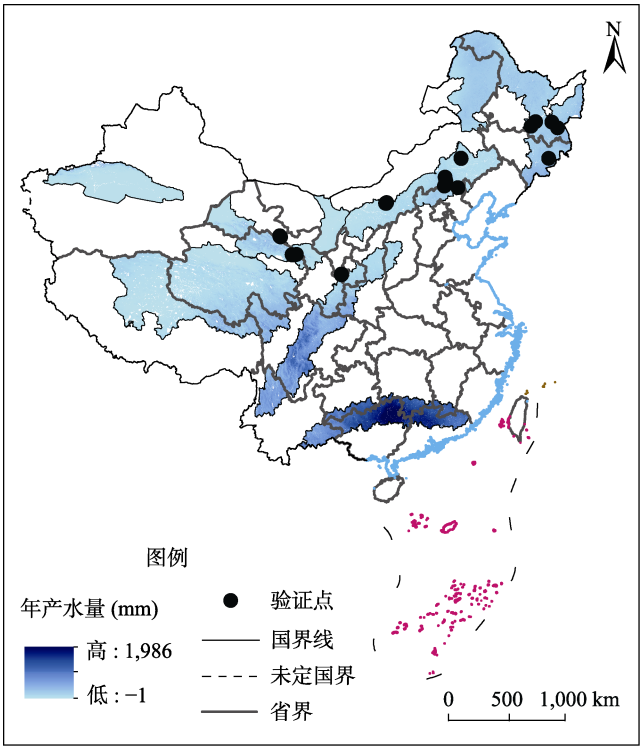 N
图例
年产水量 (mm)
高 : 1,986
低 : −1
验证点
国界线
未定国界
省界
0 500 1,000 km